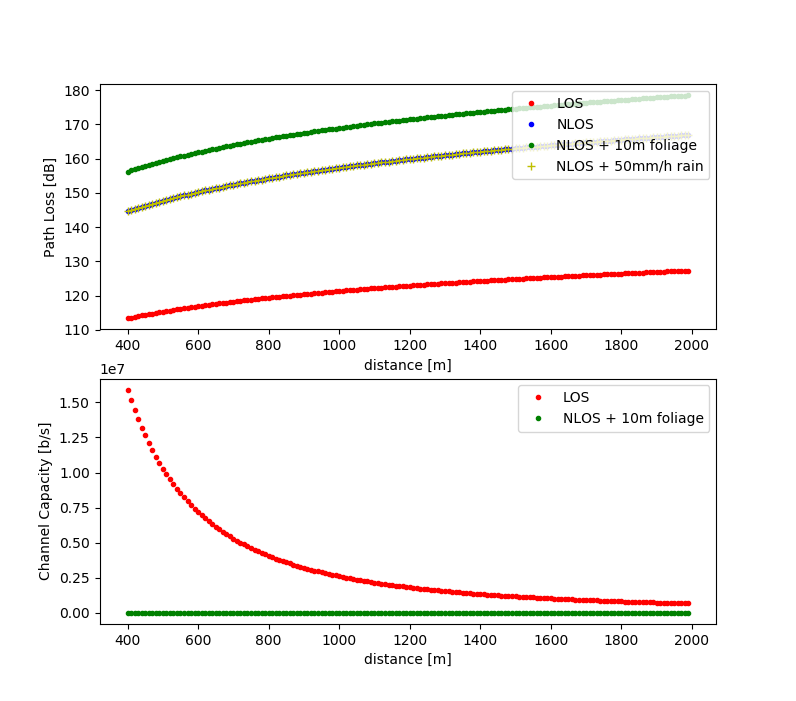 180
170
160
150
140
130
120
110
Path Loss [dB]
LOS
NLOS
NLOS + 10m foliage
NLOS + 50mm/h rain
400 600 800 1000 1200 1400 1600 1800 2000
distance [m]
1e7
1.50
1.25
1.00
0.75
0.50
0.25
0.00
Channel Capacity [b/s]
LOS
NLOS + 10m foliage
400 600 800 1000 1200 1400 1600 1800 2000
distance [m]